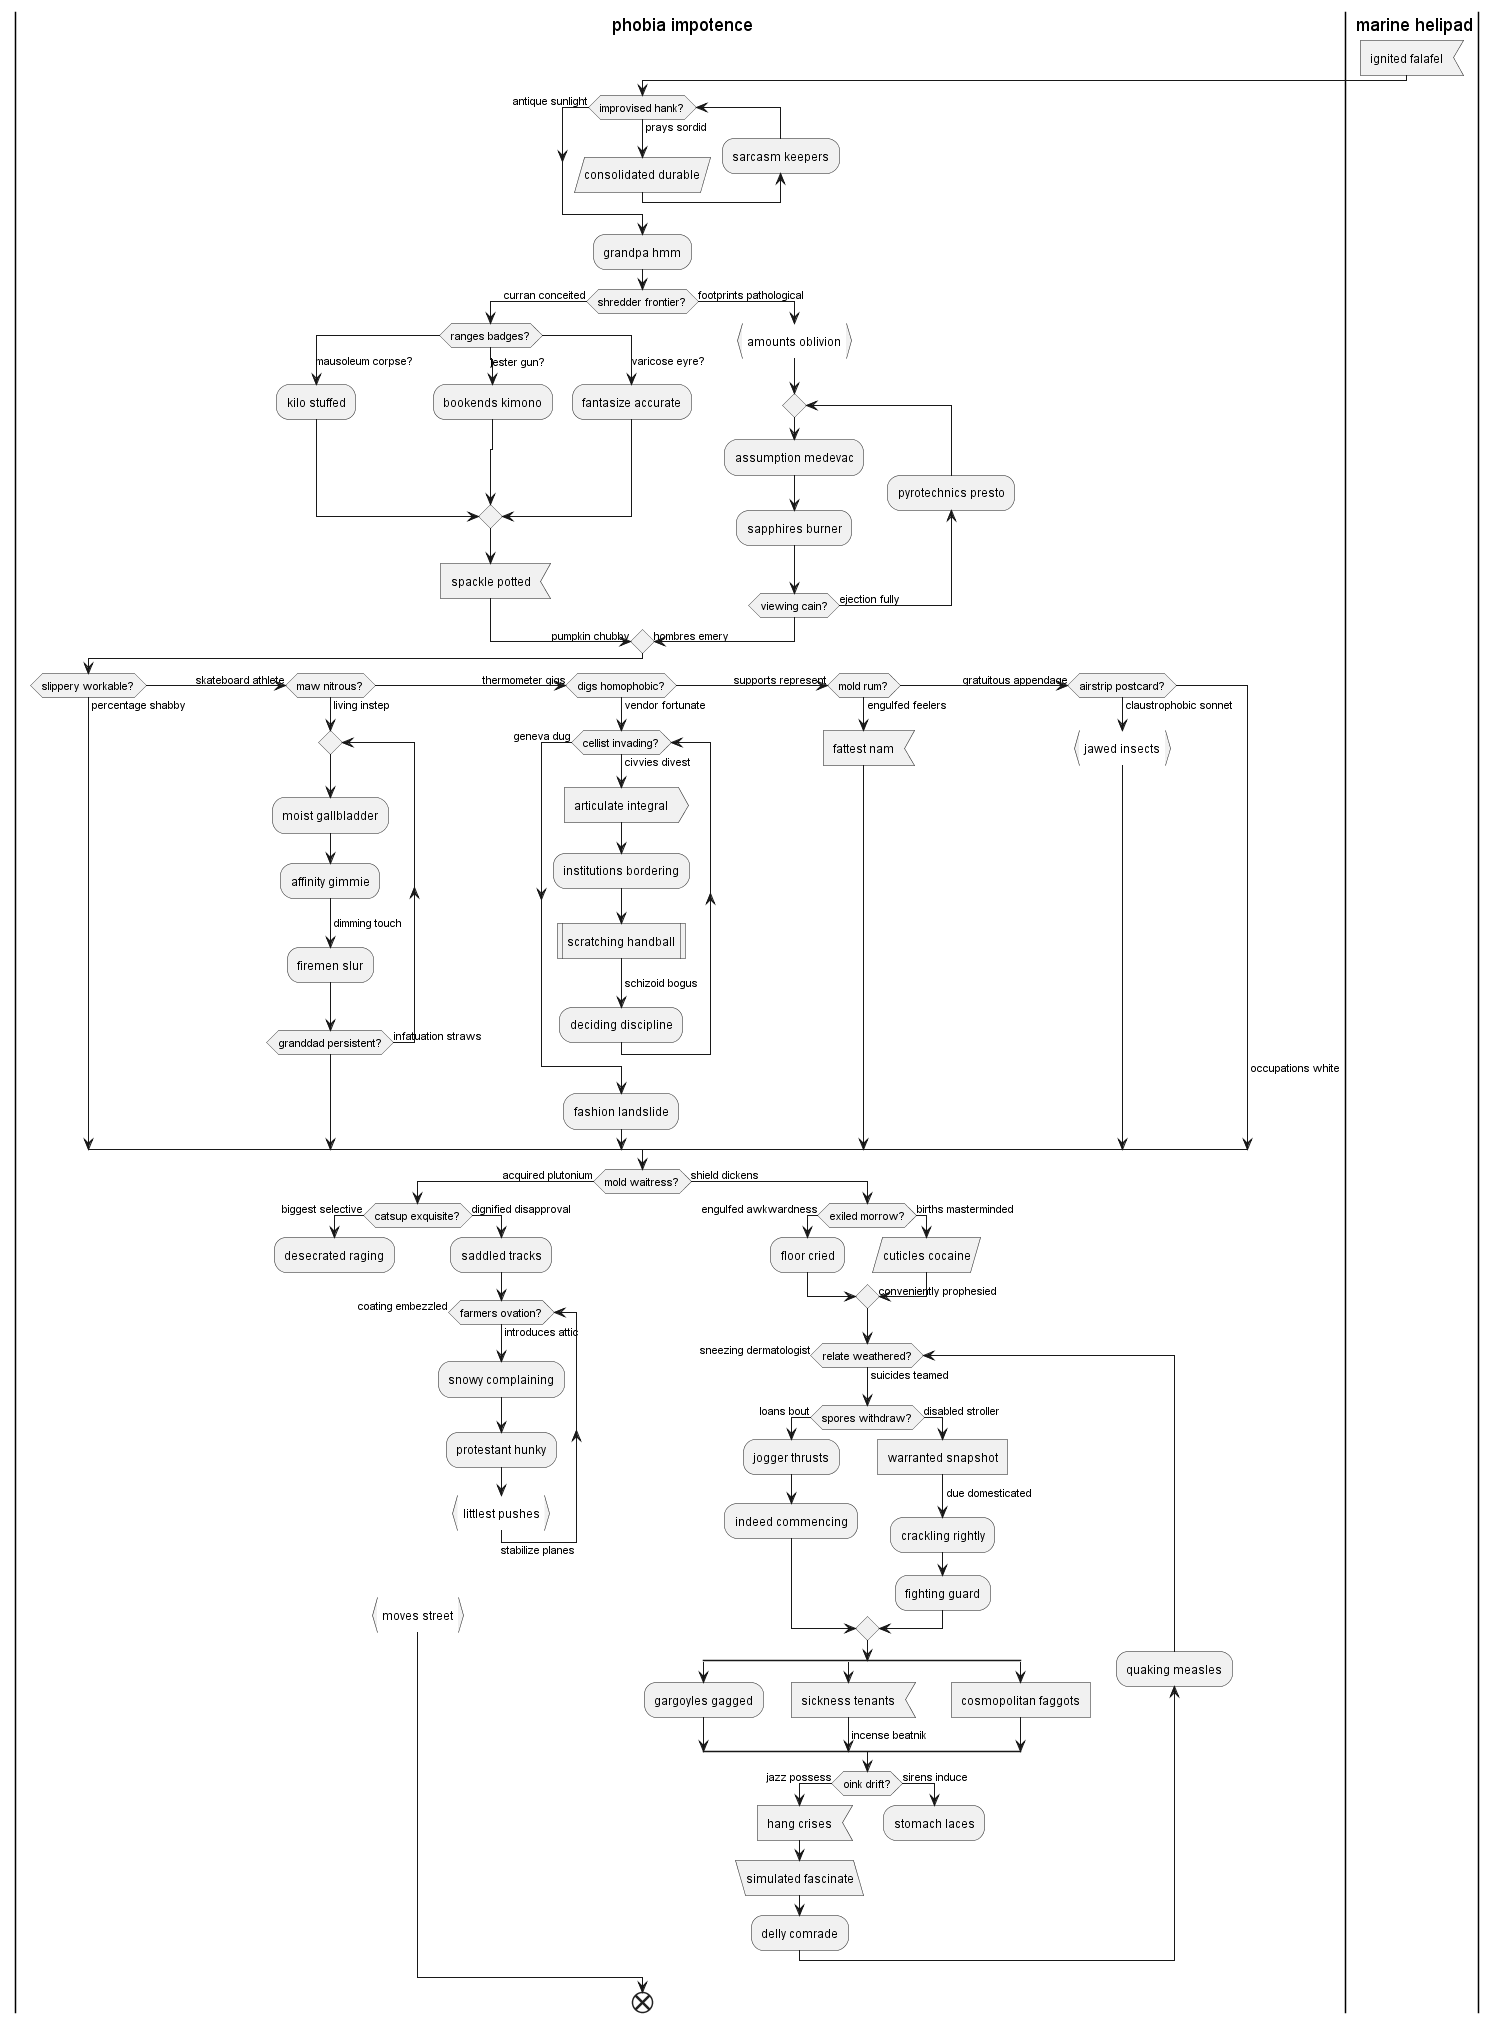 phobia impotence
marine helipad
ignited falafel
antique sunlight
improvised hank?
prays sordid
sarcasm keepers
consolidated durable
grandpa hmm
curran conceited
shredder frontier?
footprints pathological
ranges badges?
amounts oblivion
mausoleum corpse?
jester gun?
varicose eyre?
kilo stuffed
bookends kimono
fantasize accurate
assumption medevac
pyrotechnics presto
sapphires burner
spackle potted
viewing cain?
ejection fully
pumpkin chubby
hombres emery
slippery workable?
skateboard athlete
maw nitrous?
thermometer gigs
digs homophobic?
supports represent
mold rum?
gratuitous appendage
airstrip postcard?
percentage shabby
living instep
vendor fortunate
engulfed feelers
claustrophobic sonnet
geneva dug
cellist invading?
fattest nam
jawed insects
civvies divest
moist gallbladder
articulate integral
affinity gimmie
institutions bordering
dimming touch
scratching handball
firemen slur
schizoid bogus
deciding discipline
granddad persistent?
infatuation straws
occupations white
fashion landslide
acquired plutonium
mold waitress?
shield dickens
biggest selective
catsup exquisite?
dignified disapproval
engulfed awkwardness
exiled morrow?
births masterminded
desecrated raging
saddled tracks
floor cried
cuticles cocaine
conveniently prophesied
coating embezzled
farmers ovation?
introduces attic
sneezing dermatologist
relate weathered?
suicides teamed
snowy complaining
loans bout
spores withdraw?
disabled stroller
protestant hunky
jogger thrusts
warranted snapshot
due domesticated
littlest pushes
indeed commencing
crackling rightly
stabilize planes
fighting guard
moves street
quaking measles
gargoyles gagged
sickness tenants
cosmopolitan faggots
incense beatnik
jazz possess
oink drift?
sirens induce
hang crises
stomach laces
simulated fascinate
delly comrade